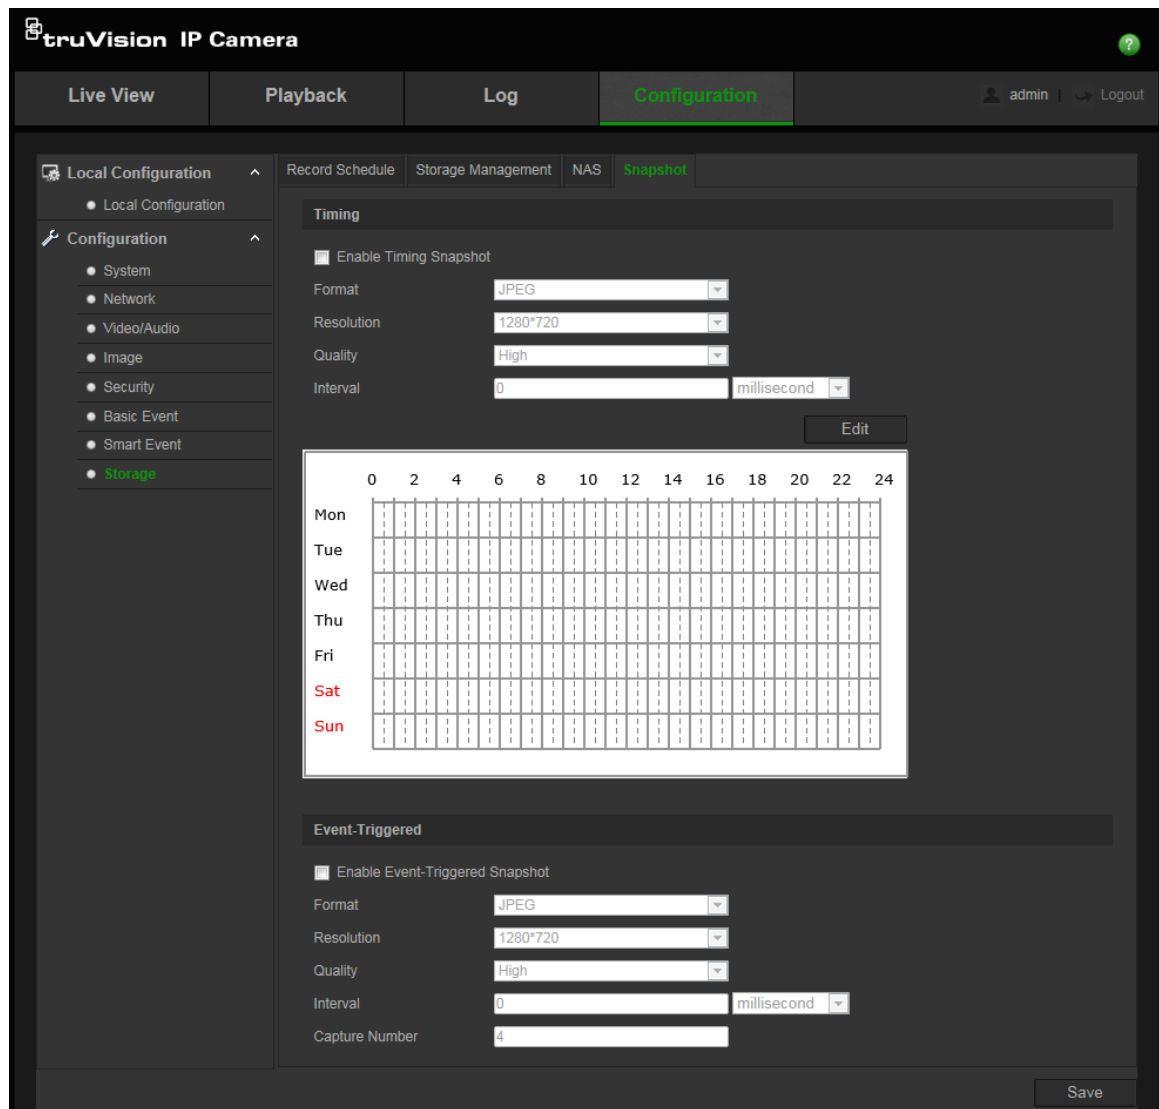 truVision IP Camera
?
Live View Playback Log Configuration admin | Logout
Local Configuration
Local Configuration
Configuration
System
Network
Video/Audio
Image
Security
Basic Event
Smart Event
Storage
Record Schedule Storage Management NAS Snapshot
Timing
Enable Timing Snapshot
Format JPEG
Resolution 1280*720
Quality High
Interval 0 millisecond
Edit
0 2 4 6 8 10 12 14 16 18 20 22 24
Mon
Tue
Wed
Thu
Fri
Sat
Sun
Event-Triggered
Enable Event-Triggered Snapshot
Format JPEG
Resolution 1280*720
Quality High
Interval 0 millisecond
Capture Number 4
Save